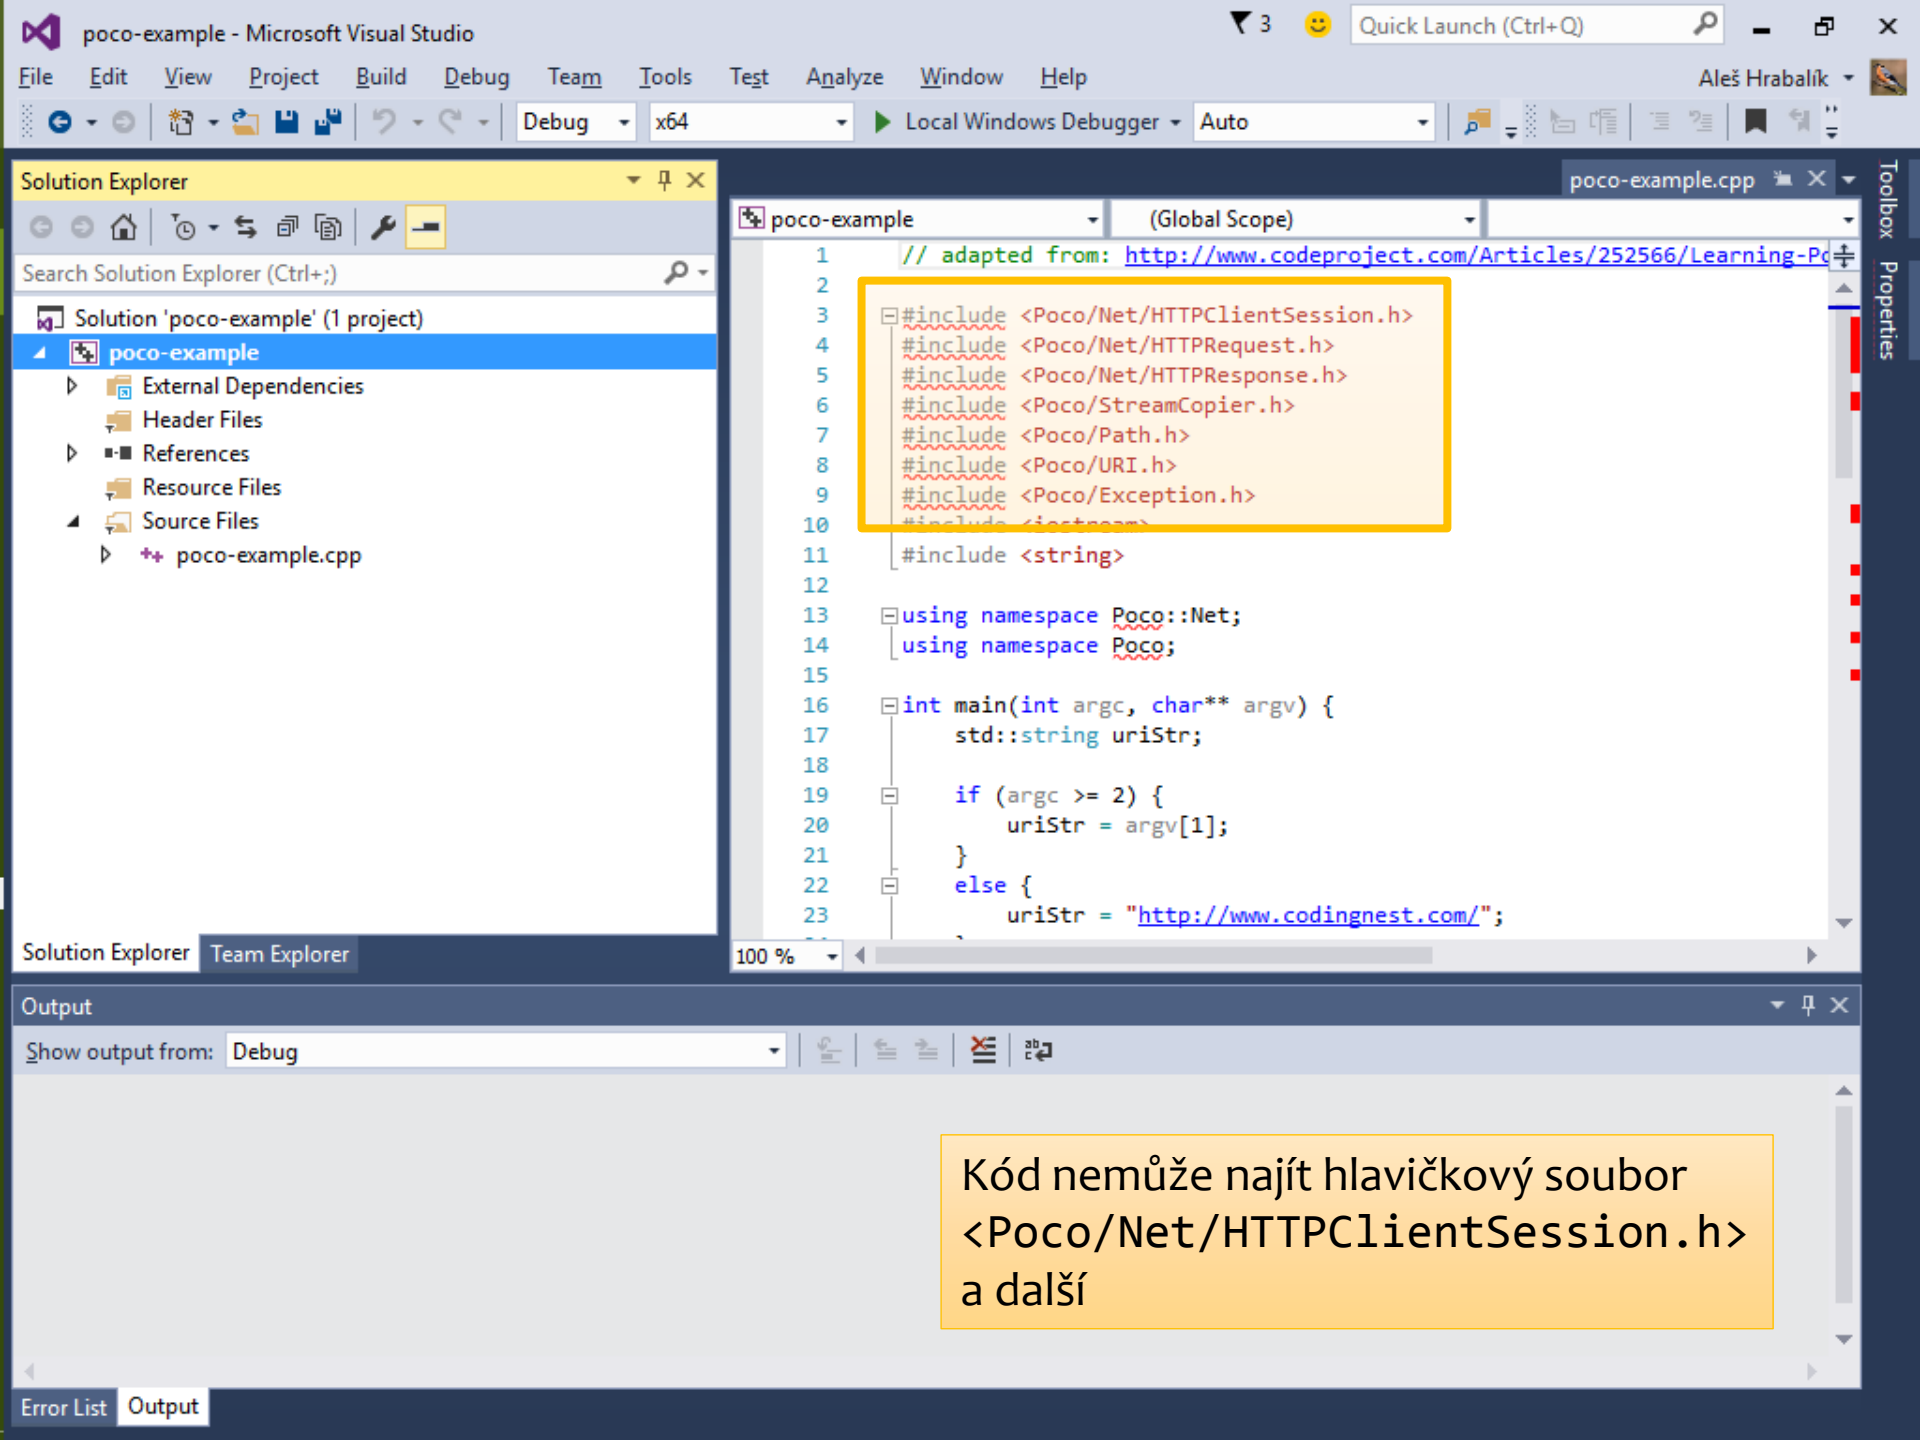 poco-example - Microsoft Visual Studio
3
Quick Launch (Ctrl+Q)
File Edit View Project Build Debug Team Tools Test Analyze Window Help
Aleš Hrabalík
Debug x64 Local Windows Debugger Auto
Solution Explorer
Search Solution Explorer (Ctrl+;)
Solution 'poco-example' (1 project)
poco-example
External Dependencies
Header Files
References
Resource Files
Source Files
poco-example.cpp
Solution Explorer Team Explorer
poco-example.cpp
poco-example (Global Scope)
1 // adapted from: http://www.codeproject.com/Articles/252566/Learning-Po
2
3 #include <Poco/Net/HTTPClientSession.h>
4 #include <Poco/Net/HTTPRequest.h>
5 #include <Poco/Net/HTTPResponse.h>
6 #include <Poco/StreamCopier.h>
7 #include <Poco/Path.h>
8 #include <Poco/URI.h>
9 #include <Poco/Exception.h>
10 #include <iostream>
11 #include <string>
12
13 using namespace Poco::Net;
14 using namespace Poco;
15
16 int main(int argc, char** argv) {
17 std::string uriStr;
18
19 if (argc >= 2) {
20 uriStr = argv[1];
21 }
22 else {
23 uriStr = "http://www.codingnest.com/";
100 %
Toolbox
Properties
Output
Show output from: Debug
Kód nemůže najít hlavičkový soubor
<Poco/Net/HTTPClientSession.h>
a další
Error List Output